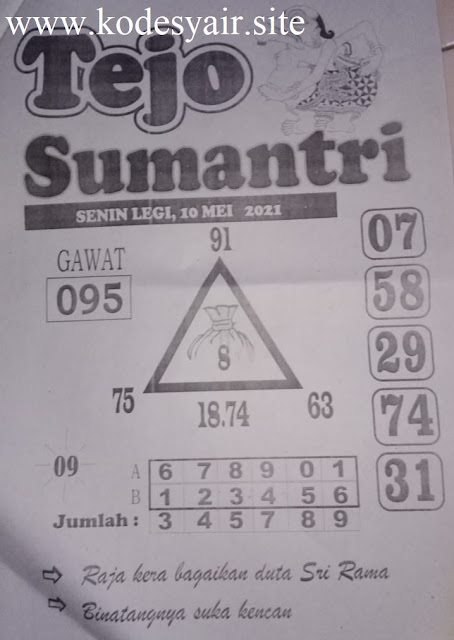 www.kodesyair.site
Tejo
Sumantri
SENIN LEGI, 10 MEI 2021
GAWAT
095
91
8
75
18.74
63
07
58
29
74
31
09
A 6 7 8 9 0 1
B 1 2 3 4 5 6
Jumlah : 3 4 5 7 8 9
Raja kera bagaikan duta Sri Rama
Binatangnya suka kencan